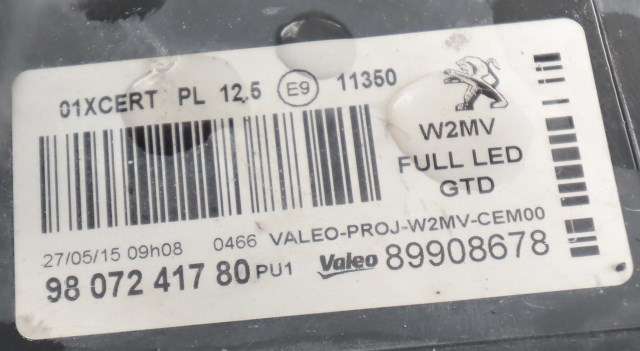 01XCERT PL 12,5 E9 11350
W2MV
FULL LED
GTD
27/05/15 09h08 0466 VALEO-PROJ-W2MV-CEM00
98 072 417 80 PU1 Valeo 89908678